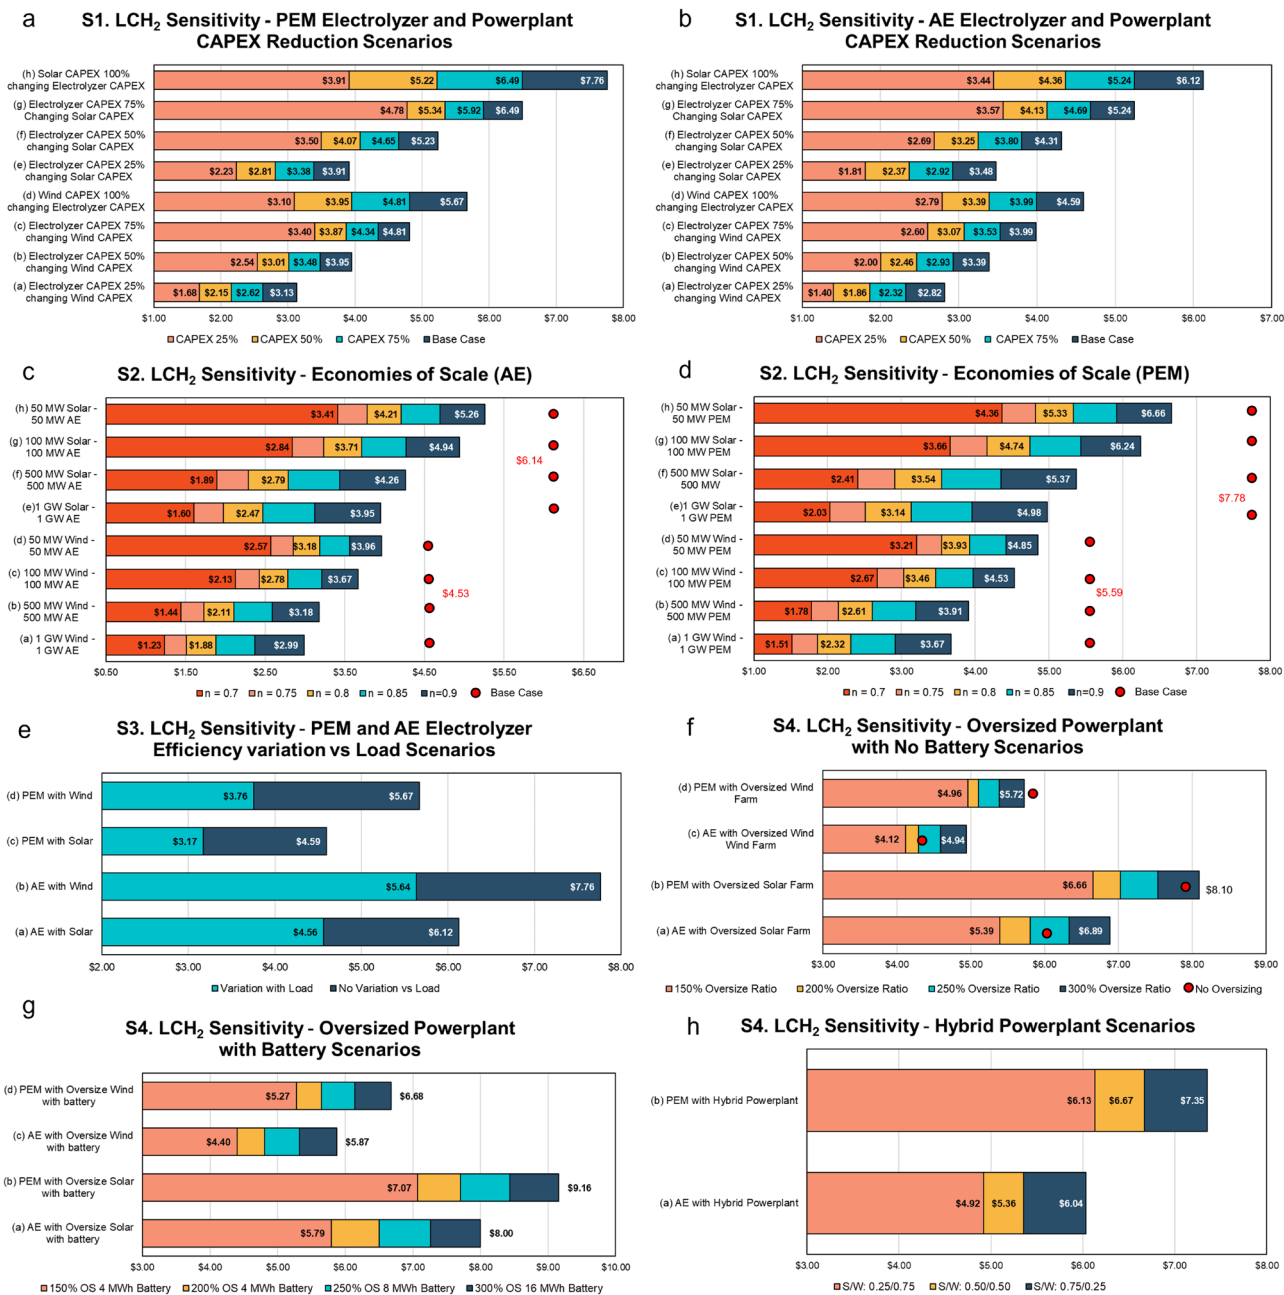 a
S1. LCH₂ Sensitivity - PEM Electrolyzer and Powerplant
CAPEX Reduction Scenarios
(h) Solar CAPEX 100%
changing Electrolyzer CAPEX
$3.91 $5.22 $6.49 $7.76
(g) Electrolyzer CAPEX 75%
Changing Solar CAPEX
$4.78 $5.34 $5.92 $6.49
(f) Electrolyzer CAPEX 50%
changing Solar CAPEX
$3.50 $4.07 $4.65 $5.23
(e) Electrolyzer CAPEX 25%
changing Solar CAPEX
$2.23 $2.81 $3.38 $3.91
(d) Wind CAPEX 100%
changing Electrolyzer CAPEX
$3.10 $3.95 $4.81 $5.67
(c) Electrolyzer CAPEX 75%
changing Wind CAPEX
$3.40 $3.87 $4.34 $4.81
(b) Electrolyzer CAPEX 50%
changing Wind CAPEX
$2.54 $3.01 $3.48 $3.95
(a) Electrolyzer CAPEX 25%
changing Wind CAPEX
$1.68 $2.15 $2.62 $3.13
$1.00 $2.00 $3.00 $4.00 $5.00 $6.00 $7.00 $8.00
CAPEX 25% CAPEX 50% CAPEX 75% Base Case
b
S1. LCH₂ Sensitivity - AE Electrolyzer and Powerplant
CAPEX Reduction Scenarios
(h) Solar CAPEX 100%
changing Electrolyzer CAPEX
$3.44 $4.36 $5.24 $6.12
(g) Electrolyzer CAPEX 75%
Changing Solar CAPEX
$3.57 $4.13 $4.69 $5.24
(f) Electrolyzer CAPEX 50%
changing Solar CAPEX
$2.69 $3.25 $3.80 $4.31
(e) Electrolyzer CAPEX 25%
changing Solar CAPEX
$1.81 $2.37 $2.92 $3.48
(d) Wind CAPEX 100%
changing Electrolyzer CAPEX
$2.79 $3.39 $3.99 $4.59
(c) Electrolyzer CAPEX 75%
changing Wind CAPEX
$2.60 $3.07 $3.53 $3.99
(b) Electrolyzer CAPEX 50%
changing Wind CAPEX
$2.00 $2.46 $2.93 $3.39
(a) Electrolyzer CAPEX 25%
changing Wind CAPEX
$1.40 $1.86 $2.32 $2.82
$1.00 $2.00 $3.00 $4.00 $5.00 $6.00 $7.00
CAPEX 25% CAPEX 50% CAPEX 75% Base Case
c
S2. LCH₂ Sensitivity - Economies of Scale (AE)
(h) 50 MW Solar -
50 MW AE
$3.41 $4.21 $5.26
(g) 100 MW Solar -
100 MW AE
$2.84 $3.71 $4.94
$6.14
(f) 500 MW Solar -
500 MW AE
$1.89 $2.79 $4.26
(e)1 GW Solar -
1 GW AE
$1.60 $2.47 $3.95
(d) 50 MW Wind -
50 MW AE
$2.57 $3.18 $3.96
(c) 100 MW Wind -
100 MW AE
$2.13 $2.78 $3.67
$4.53
(b) 500 MW Wind -
500 MW AE
$1.44 $2.11 $3.18
(a) 1 GW Wind -
1 GW AE
$1.23 $1.88 $2.99
$0.50 $1.50 $2.50 $3.50 $4.50 $5.50 $6.50
n = 0.7 n = 0.75 n = 0.8 n = 0.85 n=0.9 Base Case
d
S2. LCH₂ Sensitivity - Economies of Scale (PEM)
(h) 50 MW Solar -
50 MW PEM
$4.36 $5.33 $6.66
(g) 100 MW Solar -
100 MW PEM
$3.66 $4.74 $6.24
(f) 500 MW Solar -
500 MW
$2.41 $3.54 $5.37
$7.78
(e)1 GW Solar -
1 GW PEM
$2.03 $3.14 $4.98
(d) 50 MW Wind -
50 MW PEM
$3.21 $3.93 $4.85
(c) 100 MW Wind -
100 MW PEM
$2.67 $3.46 $4.53
$5.59
(b) 500 MW Wind -
500 MW PEM
$1.78 $2.61 $3.91
(a) 1 GW Wind -
1 GW PEM
$1.51 $2.32 $3.67
$1.00 $2.00 $3.00 $4.00 $5.00 $6.00 $7.00 $8.00
n = 0.7 n = 0.75 n = 0.8 n = 0.85 n=0.9 Base Case
e
S3. LCH₂ Sensitivity - PEM and AE Electrolyzer
Efficiency variation vs Load Scenarios
(d) PEM with Wind $3.76 $5.67
(c) PEM with Solar $3.17 $4.59
(b) AE with Wind $5.64 $7.76
(a) AE with Solar $4.56 $6.12
$2.00 $3.00 $4.00 $5.00 $6.00 $7.00 $8.00
Variation with Load No Variation vs Load
f
S4. LCH₂ Sensitivity - Oversized Powerplant
with No Battery Scenarios
(d) PEM with Oversized Wind
Farm
$4.96 $5.72
(c) AE with Oversized Wind
Wind Farm
$4.12 $4.94
(b) PEM with Oversized Solar Farm $6.66 $8.10
(a) AE with Oversized Solar Farm $5.39 $6.89
$3.00 $4.00 $5.00 $6.00 $7.00 $8.00 $9.00
150% Oversize Ratio 200% Oversize Ratio 250% Oversize Ratio 300% Oversize Ratio No Oversizing
g
S4. LCH₂ Sensitivity - Oversized Powerplant
with Battery Scenarios
(d) PEM with Oversize Wind
with battery
$5.27 $6.68
(c) AE with Oversize Wind
with battery
$4.40 $5.87
(b) PEM with Oversize Solar
with battery
$7.07 $9.16
(a) AE with Oversize Solar
with battery
$5.79 $8.00
$3.00 $4.00 $5.00 $6.00 $7.00 $8.00 $9.00 $10.00
150% OS 4 MWh Battery 200% OS 4 MWh Battery 250% OS 8 MWh Battery 300% OS 16 MWh Battery
h
S4. LCH₂ Sensitivity - Hybrid Powerplant Scenarios
(b) PEM with Hybrid Powerplant $6.13 $6.67 $7.35
(a) AE with Hybrid Powerplant $4.92 $5.36 $6.04
$3.00 $4.00 $5.00 $6.00 $7.00 $8.00
S/W: 0.25/0.75 S/W: 0.50/0.50 S/W: 0.75/0.25